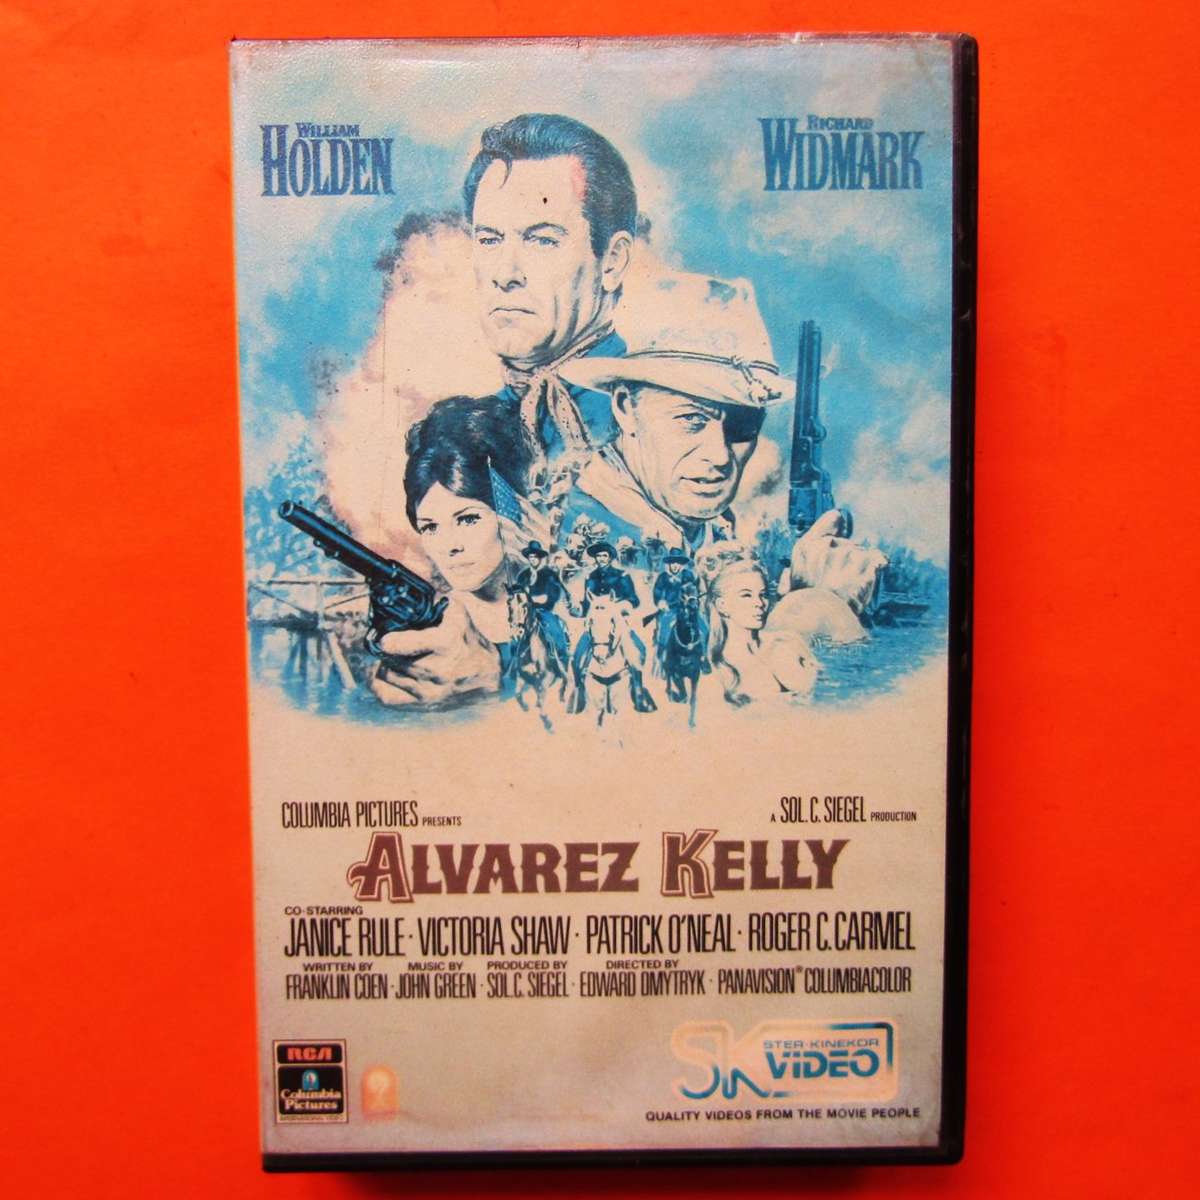 WILLIAM
HOLDEN
RICHARD
WIDMARK
COLUMBIA PICTURES PRESENTS
A SOL. C. SIEGEL PRODUCTION
ALVAREZ KELLY
CO-STARRING
JANICE RULE · VICTORIA SHAW · PATRICK O'NEAL · ROGER C. CARMEL
WRITTEN BY MUSIC BY PRODUCED BY DIRECTED BY
FRANKLIN COEN · JOHN GREEN · SOL. C. SIEGEL · EDWARD DMYTRYK · PANAVISION® COLUMBIACOLOR
RCA
Columbia
Pictures
INTERNATIONAL VIDEO
SK
STER·KINEKOR
VIDEO
QUALITY VIDEOS FROM THE MOVIE PEOPLE